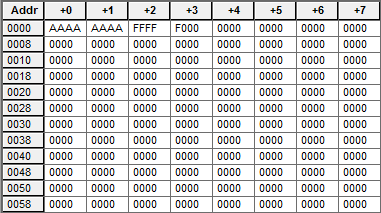 Addr +0 +1 +2 +3 +4 +5 +6 +7
0000 AAAA AAAA FFFF F000 0000 0000 0000 0000
0008 0000 0000 0000 0000 0000 0000 0000 0000
0010 0000 0000 0000 0000 0000 0000 0000 0000
0018 0000 0000 0000 0000 0000 0000 0000 0000
0020 0000 0000 0000 0000 0000 0000 0000 0000
0028 0000 0000 0000 0000 0000 0000 0000 0000
0030 0000 0000 0000 0000 0000 0000 0000 0000
0038 0000 0000 0000 0000 0000 0000 0000 0000
0040 0000 0000 0000 0000 0000 0000 0000 0000
0048 0000 0000 0000 0000 0000 0000 0000 0000
0050 0000 0000 0000 0000 0000 0000 0000 0000
0058 0000 0000 0000 0000 0000 0000 0000 0000